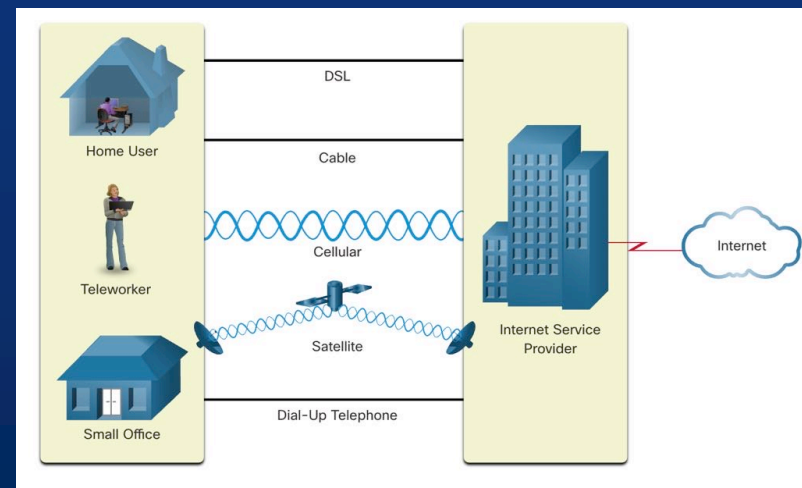 DSL
Home User
Cable
Cellular
Internet
Teleworker
Satellite
Internet Service
Provider
Dial-Up Telephone
Small Office